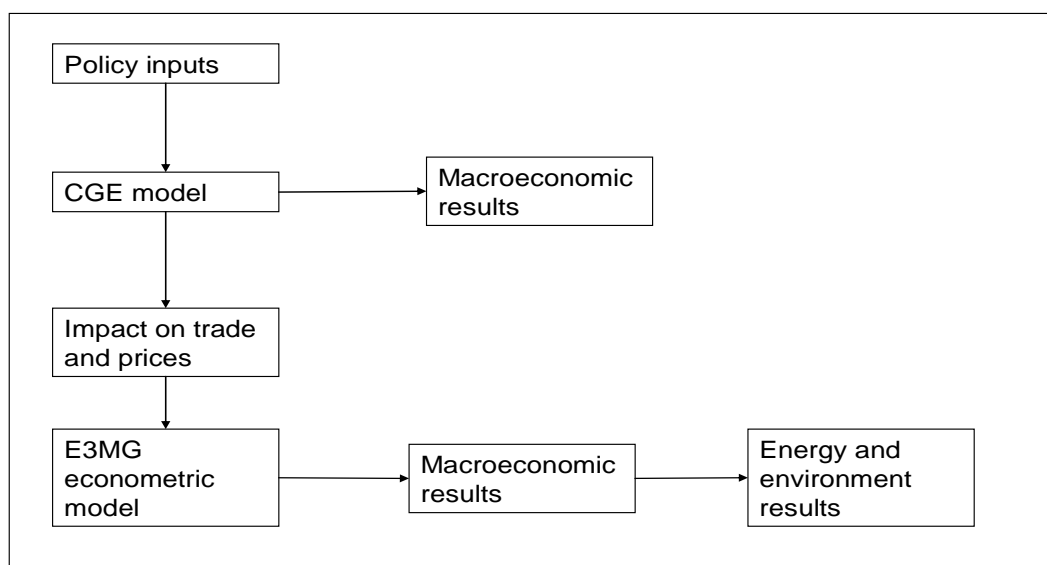 Policy inputs
CGE model
Macroeconomic
results
Impact on trade
and prices
E3MG
econometric
model
Macroeconomic
results
Energy and
environment
results